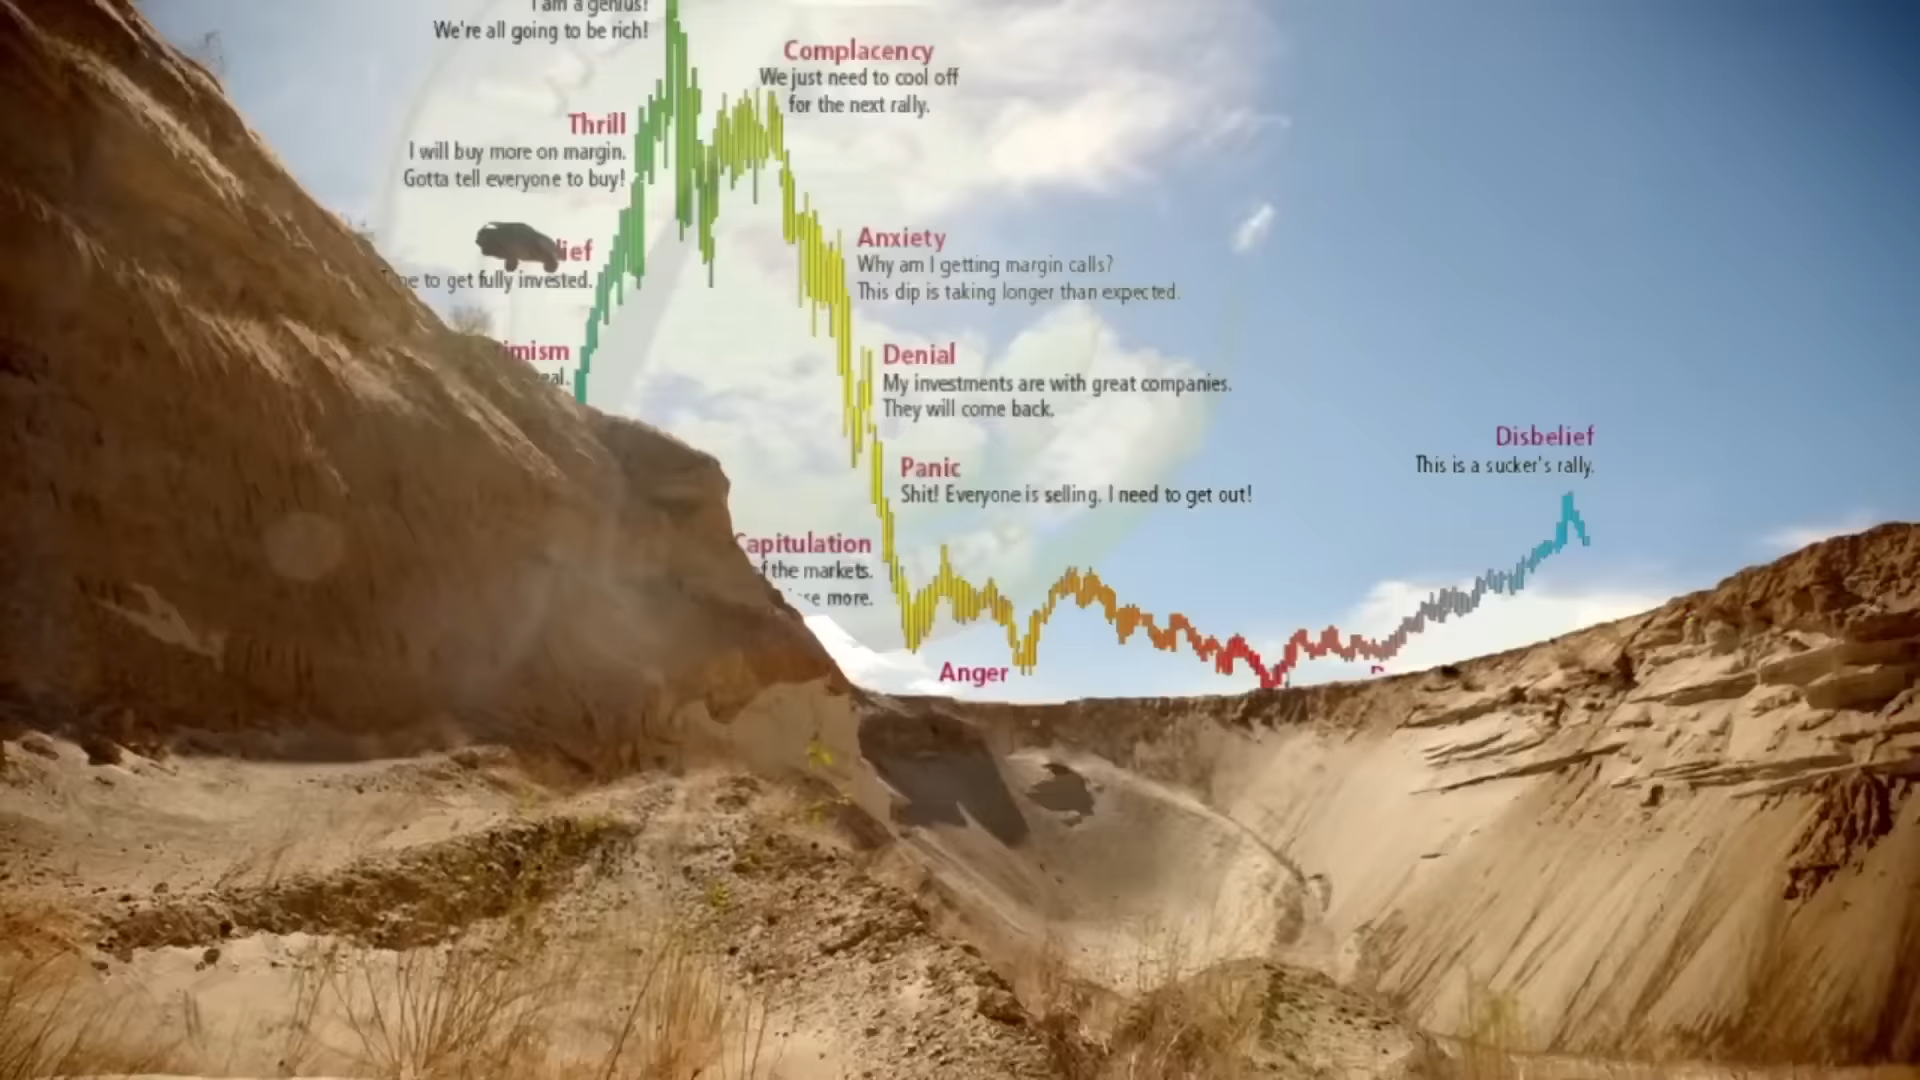 I am a genius!
We're all going to be rich!
Complacency
We just need to cool off
for the next rally.
Thrill
I will buy more on margin.
Gotta tell everyone to buy!
to get fully invested.
Anxiety
Why am I getting margin calls?
This dip is taking longer than expected.
Denial
My investments are with great companies.
They will come back.
Panic
Shit! Everyone is selling. I need to get out!
Capitulation
the markets.
more.
Anger
Disbelief
This is a sucker's rally.